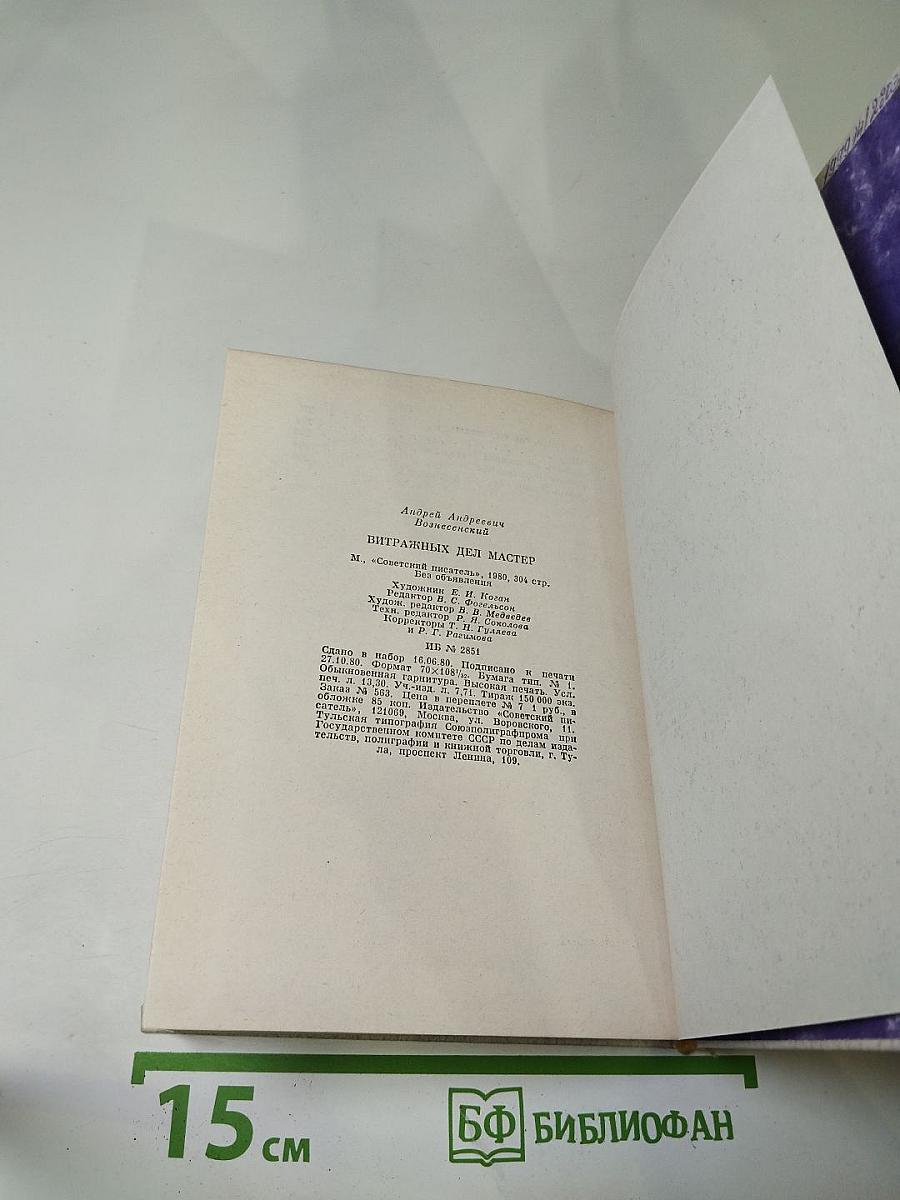 Андрей Андреевич
Вознесенский
ВИТРАЖНЫХ ДЕЛ МАСТЕР
М., «Советский писатель», 1980, 304 стр.
Без объявления
Художник Е. И. Коган
Редактор В. С. Фогельсон
Худож. редактор В. В. Медведев
Техн. редактор Р. Я. Соколова
Корректоры Т. Н. Гуляева
и Р. Г. Рагимова
ИБ № 2851
Сдано в набор 16.06.80. Подписано к печати
27.10.80. Формат 70×108¹/₃₂. Бумага тип. № 1.
Обыкновенная гарнитура. Высокая печать. Усл.
печ. л. 13,30. Уч.-изд. л. 7,71. Тираж 150 000 экз.
Заказ № 563. Цена в переплете № 7 1 руб., в
обложке 85 коп. Издательство «Советский пи-
сатель», 121069, Москва, ул. Воровского, 11.
Тульская типография Союзполиграфпрома при
Государственном комитете СССР по делам изда-
тельств, полиграфии и книжной торговли, г. Ту-
ла, проспект Ленина, 109.
15 см
БФ БИБЛИОФАН